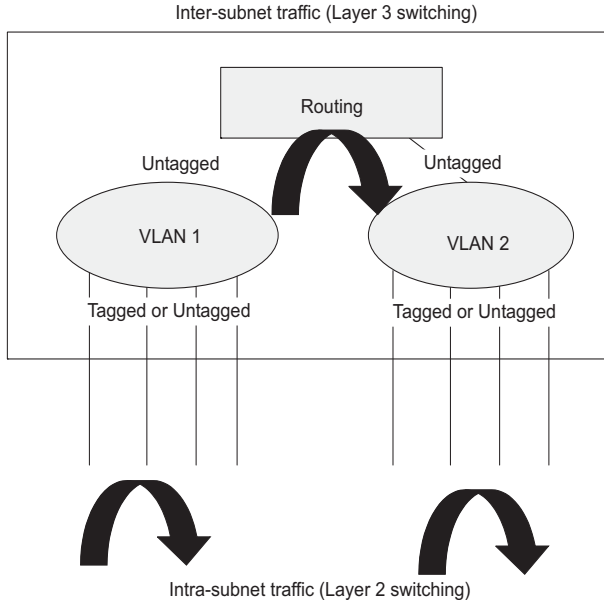 Inter-subnet traffic (Layer 3 switching)
Routing
Untagged
Untagged
VLAN 1
VLAN 2
Tagged or Untagged
Tagged or Untagged
Intra-subnet traffic (Layer 2 switching)